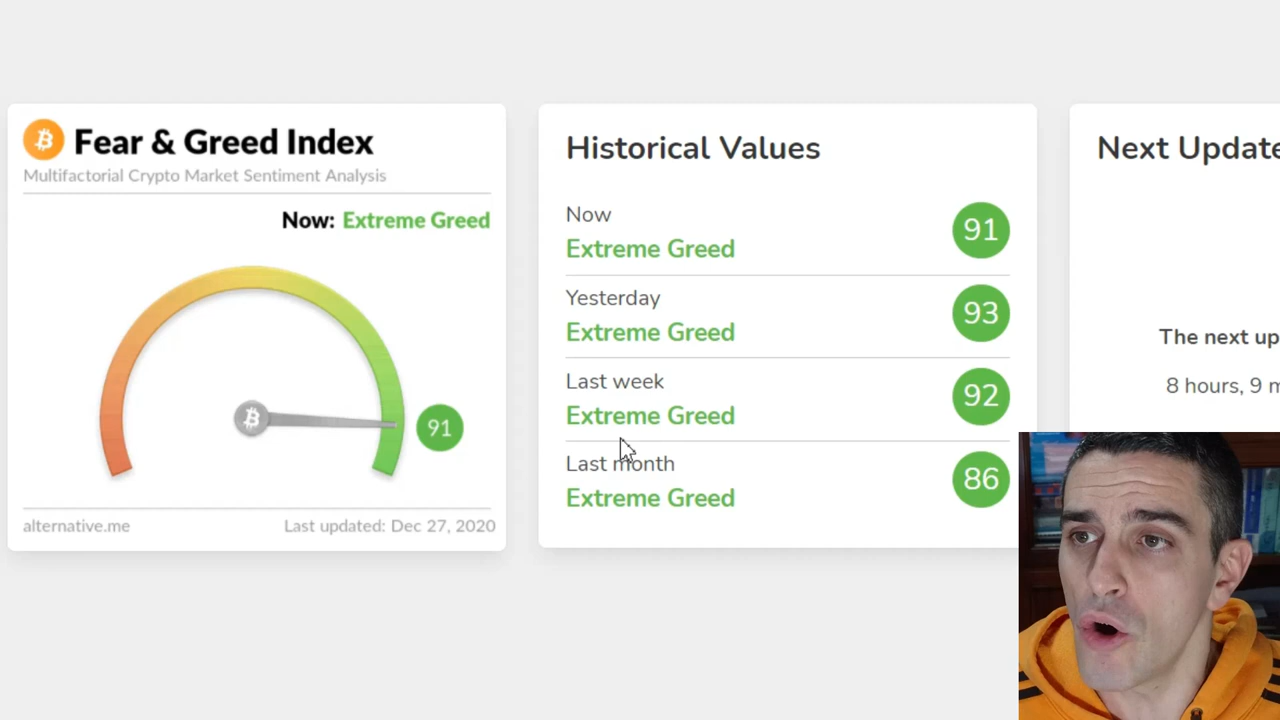 Fear & Greed Index
Multifactorial Crypto Market Sentiment Analysis
Now: Extreme Greed
91
alternative.me
Last updated: Dec 27, 2020
Historical Values
Now
Extreme Greed
91
Yesterday
Extreme Greed
93
Last week
Extreme Greed
92
Last month
Extreme Greed
86
Next Update
The next up
8 hours, 9 m